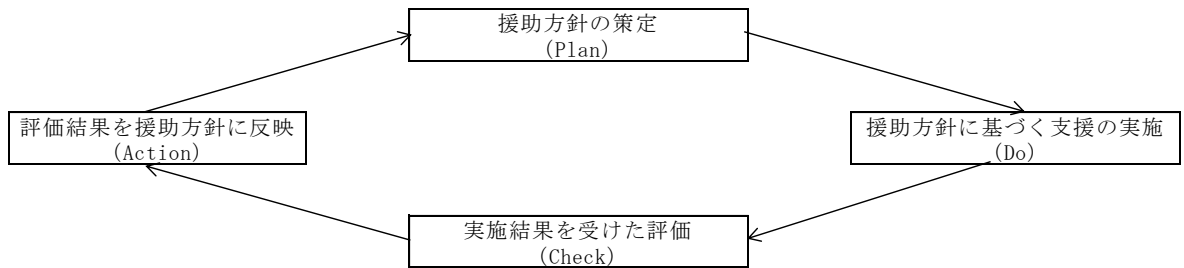 援助方針の策定
(Plan)
評価結果を援助方針に反映
(Action)
援助方針に基づく支援の実施
(Do)
実施結果を受けた評価
(Check)